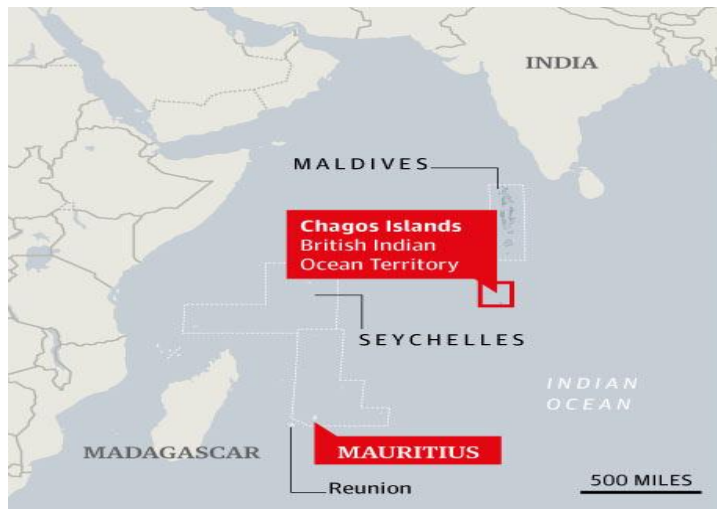 INDIA
MALDIVES
Chagos Islands
British Indian
Ocean Territory
SEYCHELLES
INDIAN
OCEAN
MADAGASCAR
MAURITIUS
500 MILES
Reunion